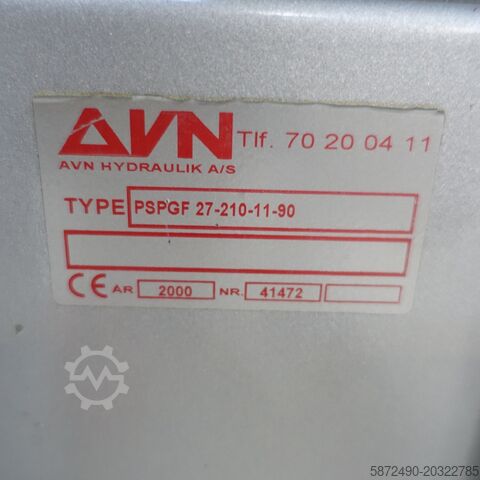 AVN Tlf. 70 20 04 11
AVN HYDRAULIK A/S
TYPE PSPGF 27-210-11-90
CE AR 2000 NR. 41472
5872490-20322785